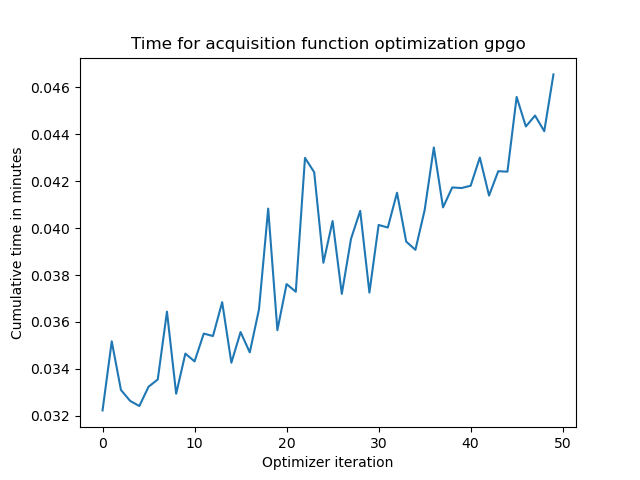 Time for acquisition function optimization gpgo
0.046
0.044
0.042
0.040
0.038
0.036
0.034
0.032
Cumulative time in minutes
0 10 20 30 40 50
Optimizer iteration